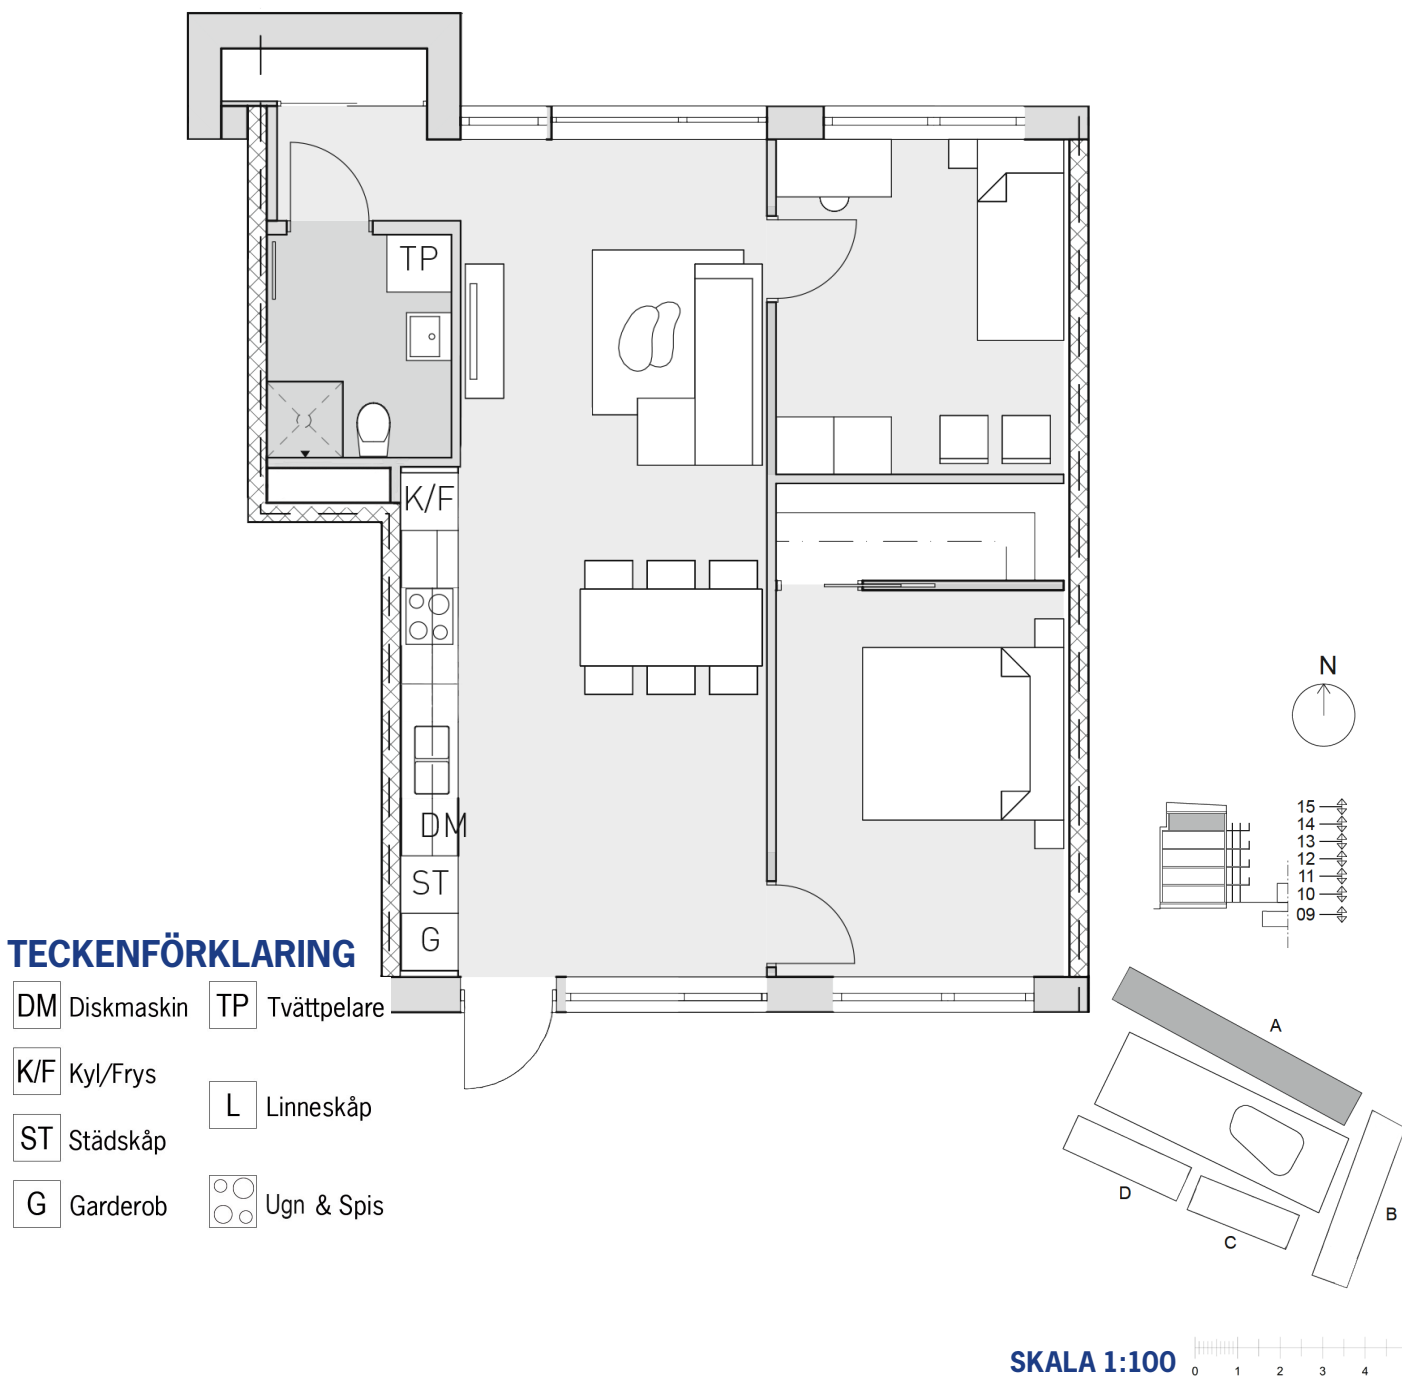 TP
K/F
DM
ST
G
N
15
14
13
12
11
10
09
TECKENFÖRKLARING
DM Diskmaskin
TP Tvättpelare
K/F Kyl/Frys
L Linneskåp
ST Städskåp
G Garderob
Ugn & Spis
A
B
C
D
SKALA 1:100
0 1 2 3 4